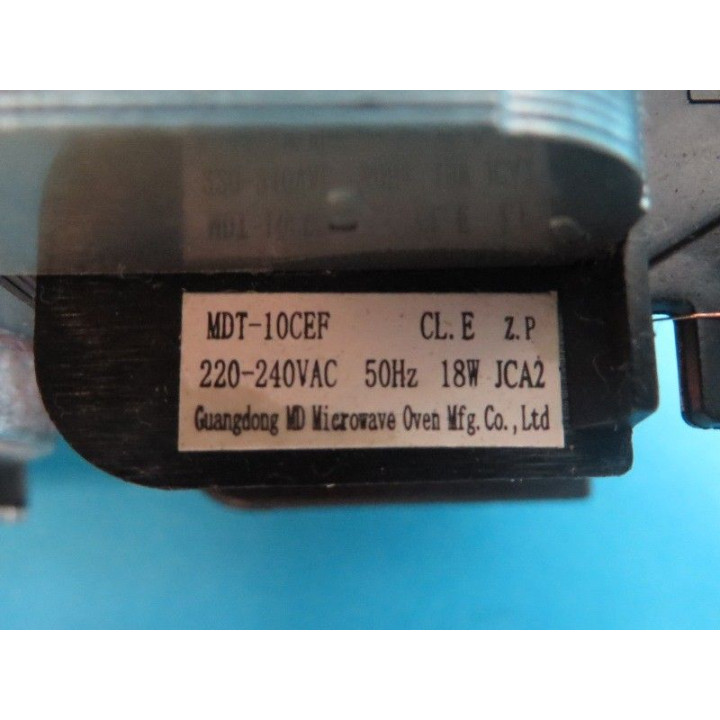 MDT-10CEF CL.E Z.P
220-240VAC 50Hz 18W JCA2
Guangdong MD Microwave Oven Mfg.Co.,Ltd